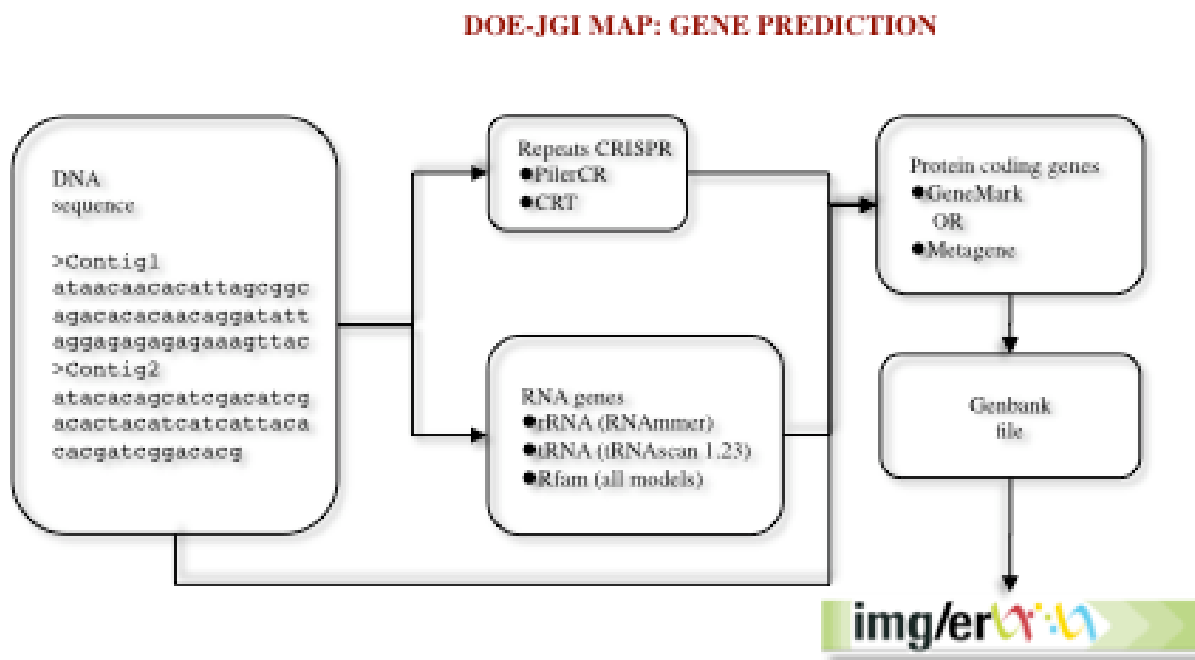 DOE-JGI MAP: GENE PREDICTION
DNA
sequence
>Contig1
ataacaacacattagcggc
agacacacaacaggatatt
aggagagagagaaagttac
>Contig2
atacacagcatcgacatcg
acactacatcatcattaca
cacgatcggacacg
Repeats CRISPR
●PilerCR
●CRT
RNA genes
●rRNA (RNAmmer)
●tRNA (tRNAscan 1.23)
●Rfam (all models)
Protein coding genes
●GeneMark
OR
●Metagene
Genbank
file
img/er